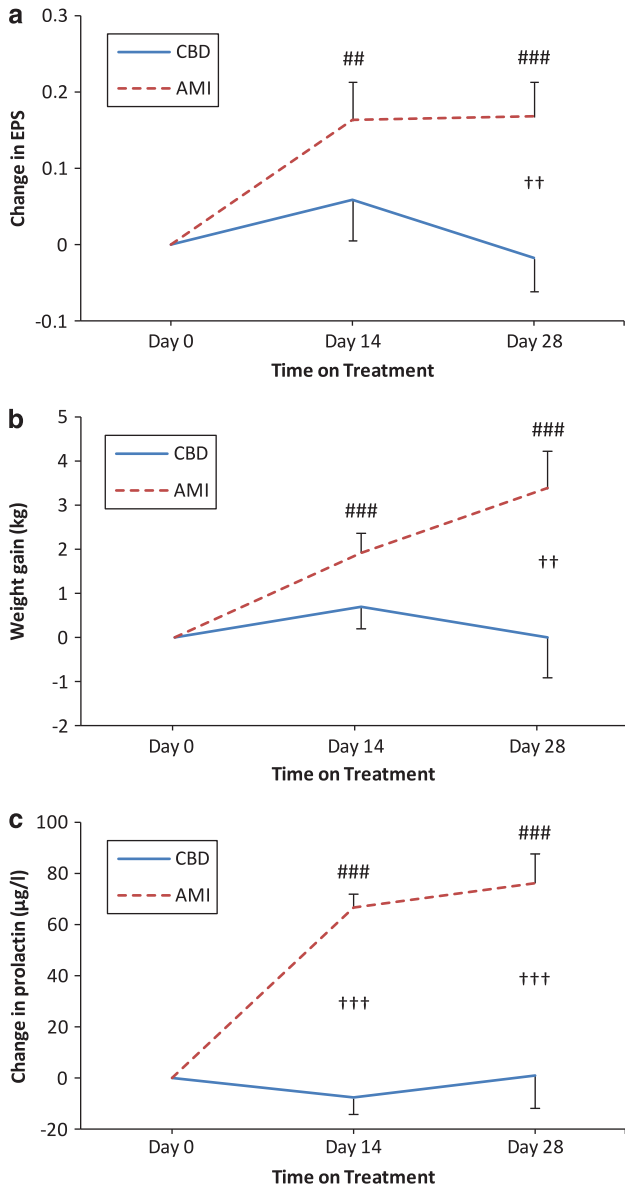 a
0.3
0.2
0.1
0
-0.1
Change in EPS
CBD
AMI
##
###
††
Day 0 Day 14 Day 28
Time on Treatment
b
5
4
3
2
1
0
-1
-2
Weight gain (kg)
CBD
AMI
###
###
††
Day 0 Day 14 Day 28
Time on Treatment
c
100
80
60
40
20
0
-20
Change in prolactin (µg/l)
CBD
AMI
###
###
†††
†††
Day 0 Day 14 Day 28
Time on Treatment